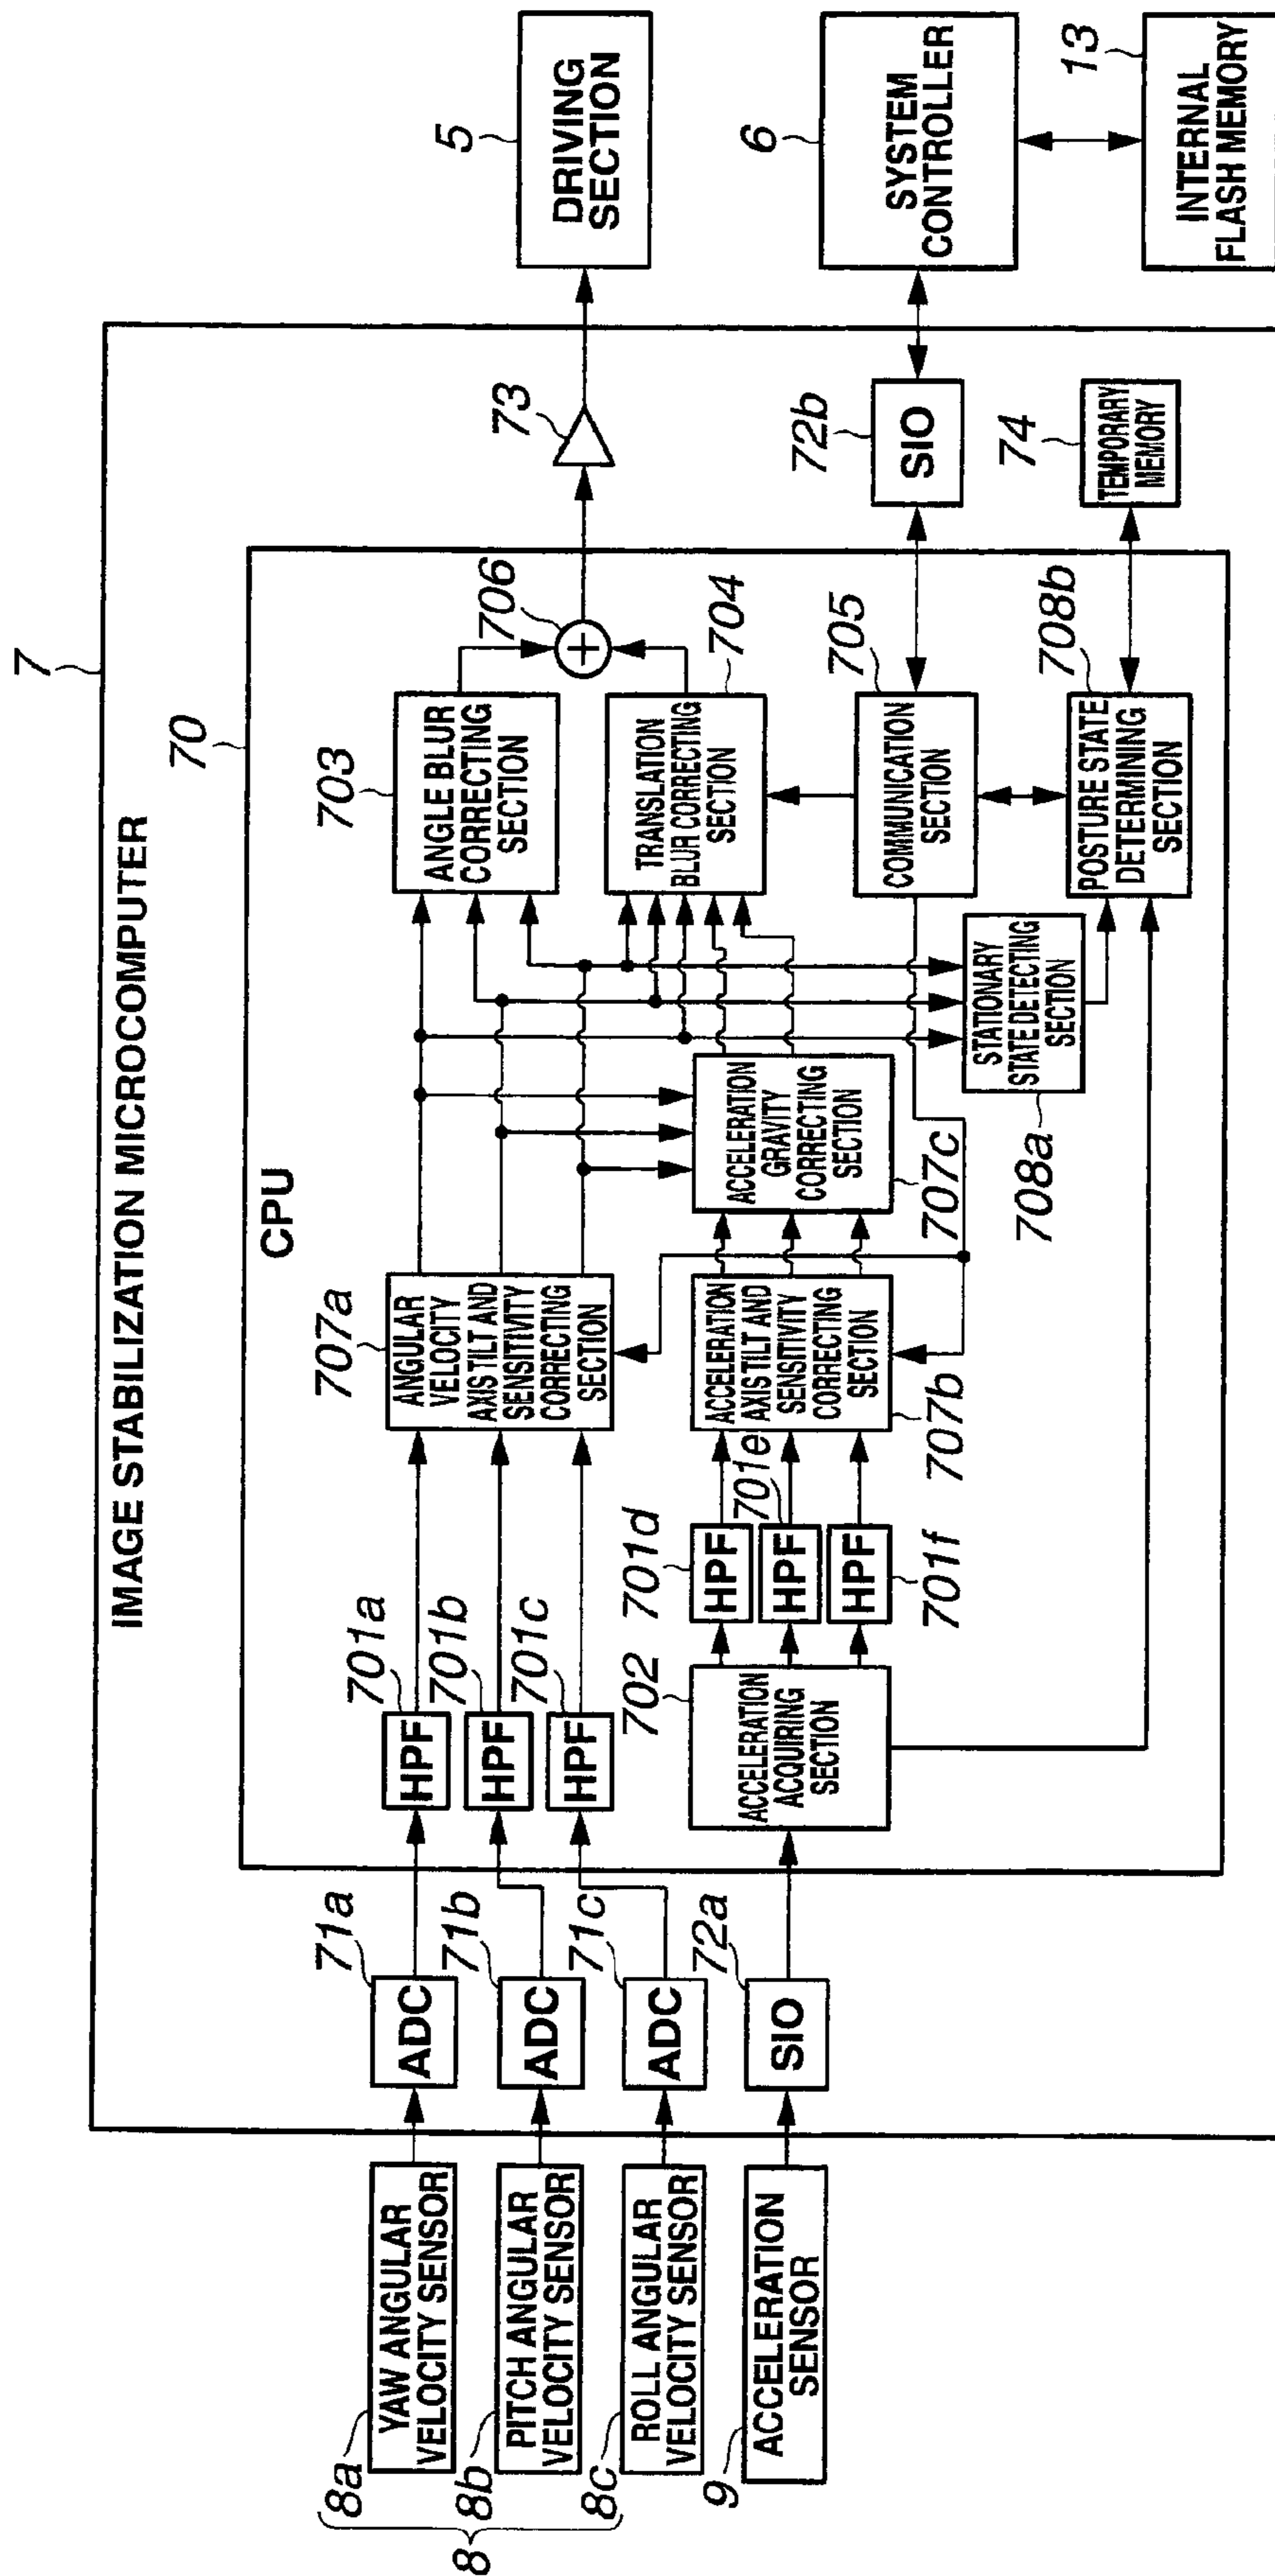 7
IMAGE STABILIZATION MICROCOMPUTER
70
CPU
8
8a
YAW ANGULAR
VELOCITY SENSOR
71a
ADC
701a
HPF
707a
ANGULAR
VELOCITY
AXIS TILT AND
SENSITIVITY
CORRECTING
SECTION
703
ANGLE BLUR
CORRECTING
SECTION
706
+
73
5
DRIVING
SECTION
8b
PITCH ANGULAR
VELOCITY SENSOR
71b
ADC
701b
HPF
8c
ROLL ANGULAR
VELOCITY SENSOR
71c
ADC
701c
HPF
9
ACCELERATION
SENSOR
72a
SIO
702
ACCELERATION
ACQUIRING
SECTION
701d
HPF
701e
HPF
701f
HPF
ACCELERATION
AXIS TILT AND
SENSITIVITY
CORRECTING
SECTION
707b
ACCELERATION
GRAVITY
CORRECTING
SECTION
707c
TRANSLATION
BLUR CORRECTING
SECTION
704
705
COMMUNICATION
SECTION
72b
SIO
6
SYSTEM
CONTROLLER
STATIONARY
STATE DETECTING
SECTION
708a
708b
POSTURE STATE
DETERMINING
SECTION
74
TEMPORARY
MEMORY
13
INTERNAL
FLASH MEMORY